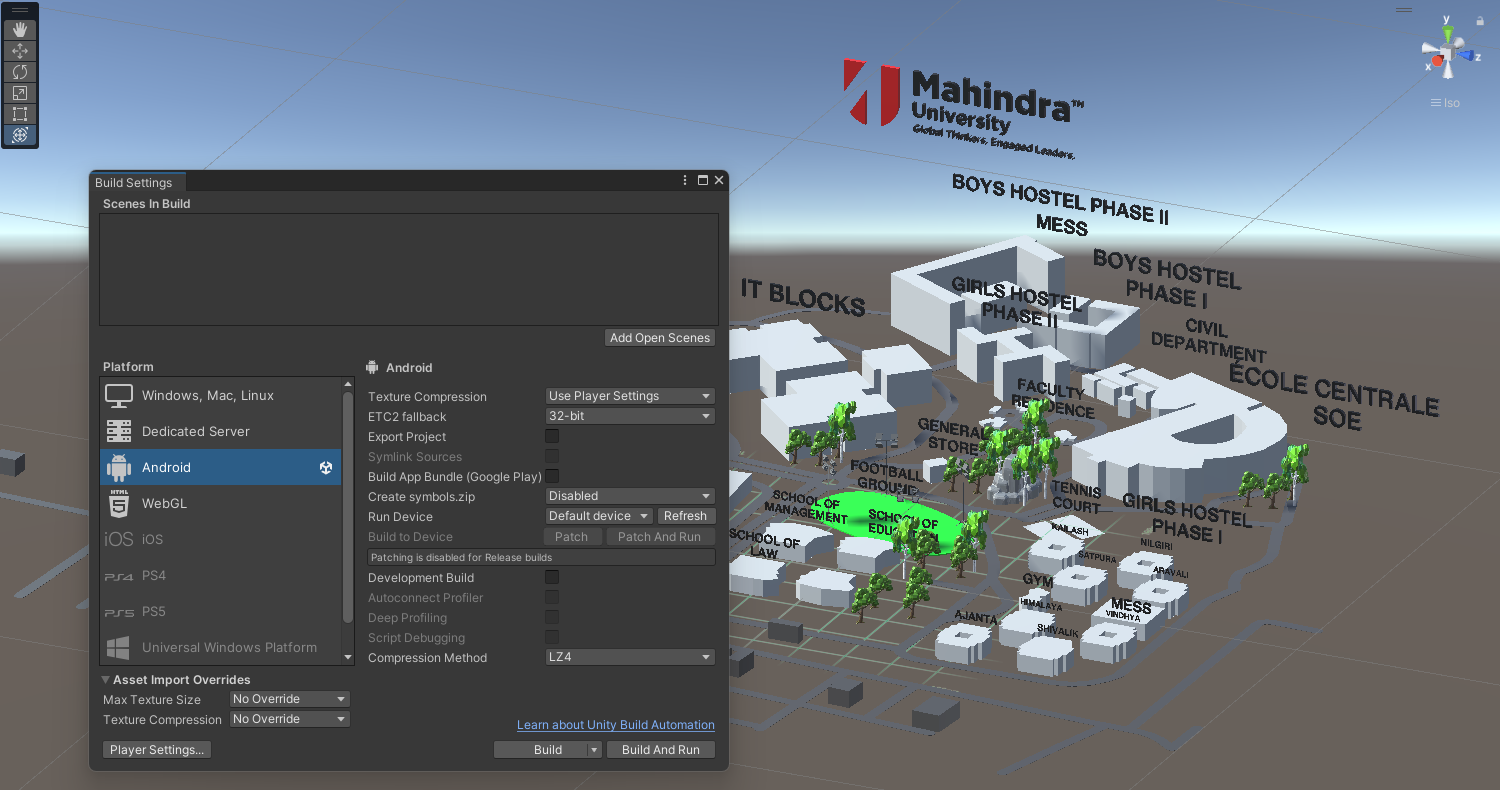 y
z
x
Iso
Mahindra™
University
Global Thinkers. Engaged Leaders.
BOYS HOSTEL PHASE II
MESS
BOYS HOSTEL
PHASE I
IT BLOCKS
GIRLS HOSTEL
PHASE II
CIVIL
DEPARTMENT
ÉCOLE CENTRALE
SOE
FACULTY
RESIDENCE
GENERAL
STORE
FOOTBALL
GROUND
TENNIS
COURT
GIRLS HOSTEL
PHASE I
SCHOOL OF
MANAGEMENT
SCHOOL OF
EDUCATION
SCHOOL OF
LAW
KAILASH
NILGIRI
SATPURA
ARAVALI
GYM
HIMALAYA
MESS
VINDHYA
AJANTA
SHIVALIK
Build Settings
Scenes In Build
Add Open Scenes
Platform
Windows, Mac, Linux
Dedicated Server
Android
HTML
WebGL
iOS iOS
PS4 PS4
PS5 PS5
Universal Windows Platform
Android
Texture Compression Use Player Settings
ETC2 fallback 32-bit
Export Project
Symlink Sources
Build App Bundle (Google Play)
Create symbols.zip Disabled
Run Device Default device Refresh
Build to Device Patch Patch And Run
Patching is disabled for Release builds
Development Build
Autoconnect Profiler
Deep Profiling
Script Debugging
Compression Method LZ4
Asset Import Overrides
Max Texture Size No Override
Texture Compression No Override
Learn about Unity Build Automation
Player Settings... Build Build And Run